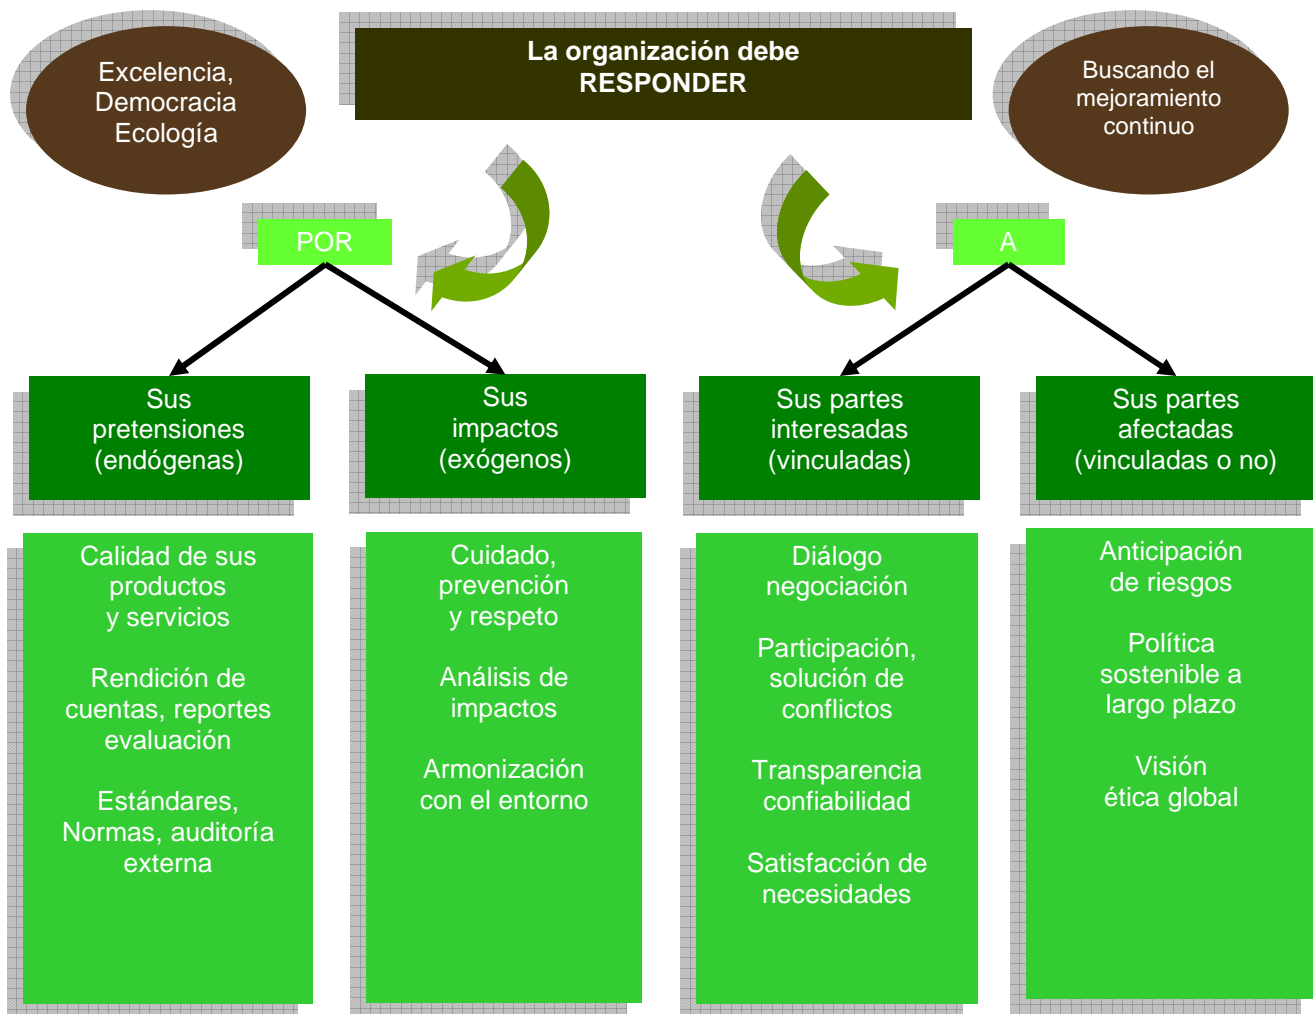 Excelencia,
Democracia
Ecología
La organización debe
RESPONDER
Buscando el
mejoramiento
continuo
POR
A
Sus
pretensiones
(endógenas)
Sus
impactos
(exógenos)
Sus partes
interesadas
(vinculadas)
Sus partes
afectadas
(vinculadas o no)
Calidad de sus
productos
y servicios
Rendición de
cuentas, reportes
evaluación
Estándares,
Normas, auditoría
externa
Cuidado,
prevención
y respeto
Análisis de
impactos
Armonización
con el entorno
Diálogo
negociación
Participación,
solución de
conflictos
Transparencia
confiabilidad
Satisfacción de
necesidades
Anticipación
de riesgos
Política
sostenible a
largo plazo
Visión
ética global